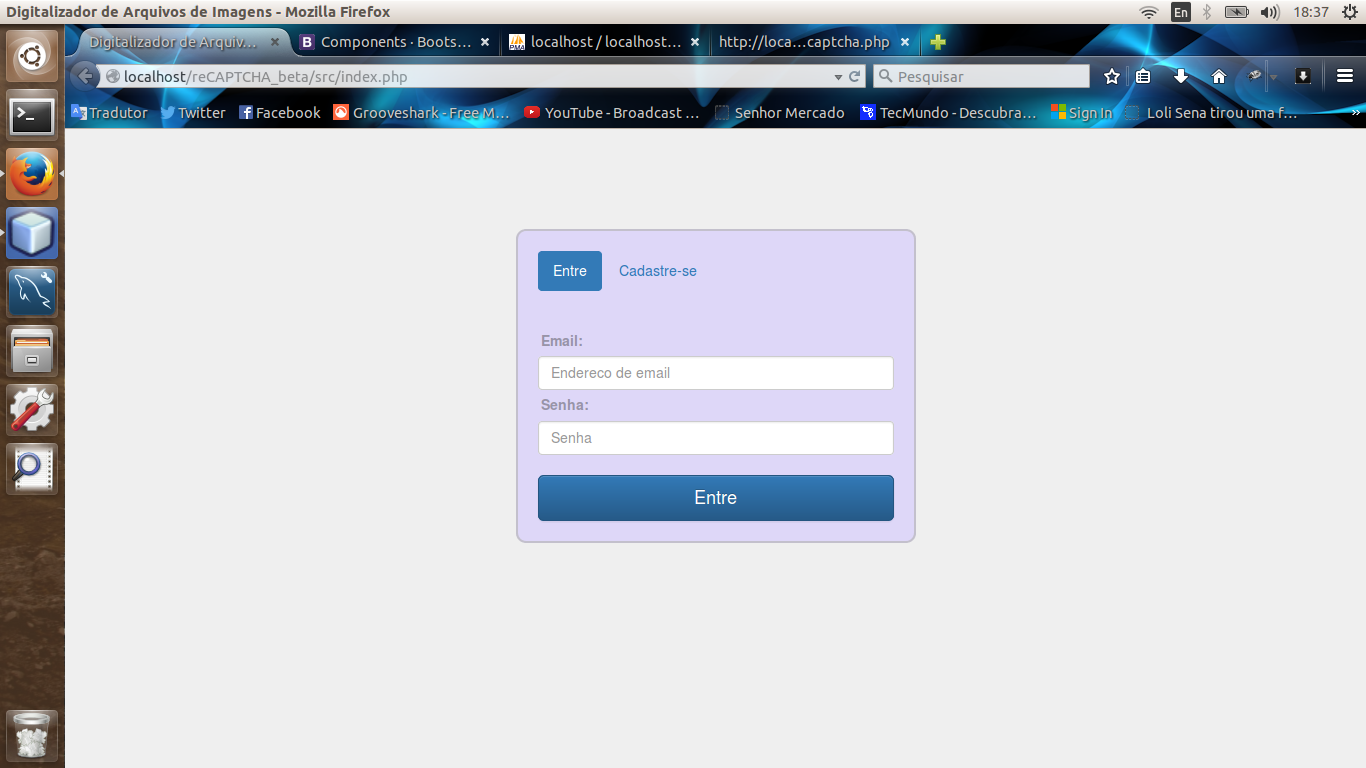 Digitalizador de Arquivos de Imagens - Mozilla Firefox
En
18:37
Digitalizador de Arquiv...
B Components · Boots...
PMA localhost / localhost...
http://loca...captcha.php
localhost/reCAPTCHA_beta/src/index.php
Pesquisar
Tradutor
Twitter
Facebook
Grooveshark - Free M...
YouTube - Broadcast ...
Senhor Mercado
TecMundo - Descubra...
Sign In
Loli Sena tirou uma f...
»
Entre
Cadastre-se
Email:
Endereco de email
Senha:
Senha
Entre